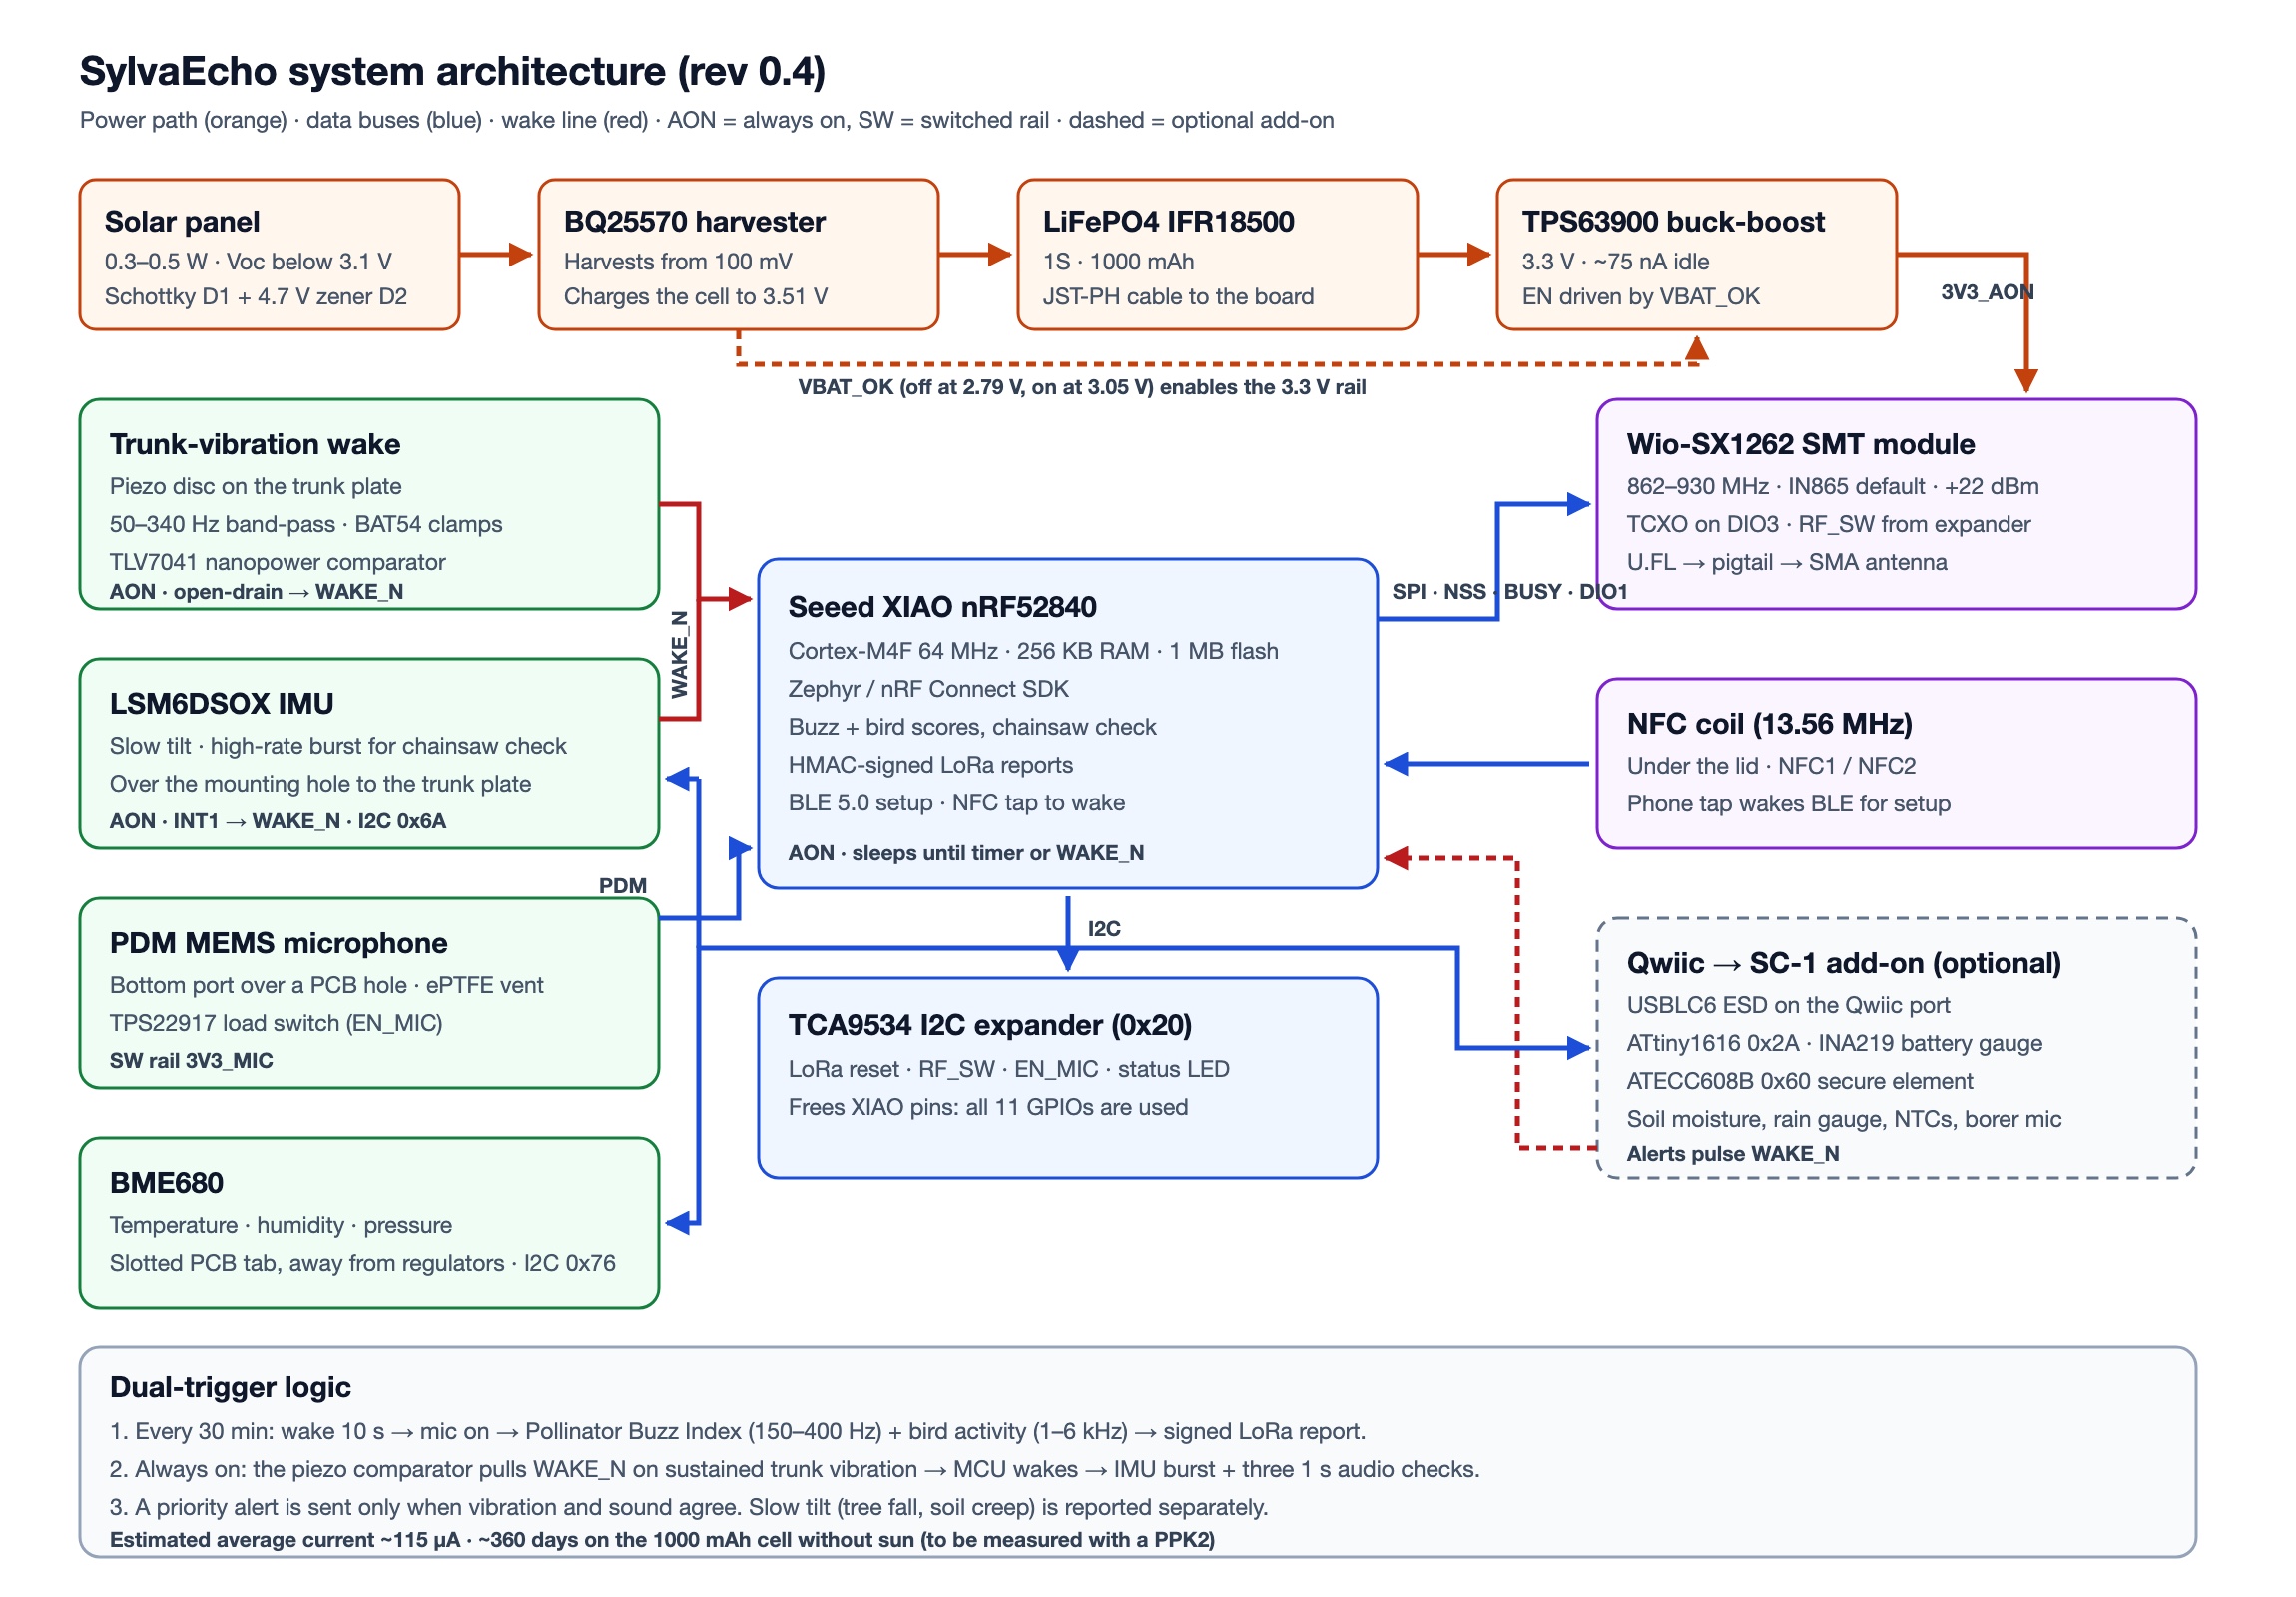 SylvaEcho system architecture (rev 0.4)
Power path (orange) · data buses (blue) · wake line (red) · AON = always on, SW = switched rail · dashed = optional add-on
Solar panel
0.3–0.5 W · Voc below 3.1 V
Schottky D1 + 4.7 V zener D2
BQ25570 harvester
Harvests from 100 mV
Charges the cell to 3.51 V
LiFePO4 IFR18500
1S · 1000 mAh
JST-PH cable to the board
TPS63900 buck-boost
3.3 V · ~75 nA idle
EN driven by VBAT_OK
3V3_AON
VBAT_OK (off at 2.79 V, on at 3.05 V) enables the 3.3 V rail
Trunk-vibration wake
Piezo disc on the trunk plate
50–340 Hz band-pass · BAT54 clamps
TLV7041 nanopower comparator
AON · open-drain → WAKE_N
WAKE_N
LSM6DSOX IMU
Slow tilt · high-rate burst for chainsaw check
Over the mounting hole to the trunk plate
AON · INT1 → WAKE_N · I2C 0x6A
PDM
PDM MEMS microphone
Bottom port over a PCB hole · ePTFE vent
TPS22917 load switch (EN_MIC)
SW rail 3V3_MIC
BME680
Temperature · humidity · pressure
Slotted PCB tab, away from regulators · I2C 0x76
Seeed XIAO nRF52840
Cortex-M4F 64 MHz · 256 KB RAM · 1 MB flash
Zephyr / nRF Connect SDK
Buzz + bird scores, chainsaw check
HMAC-signed LoRa reports
BLE 5.0 setup · NFC tap to wake
AON · sleeps until timer or WAKE_N
I2C
TCA9534 I2C expander (0x20)
LoRa reset · RF_SW · EN_MIC · status LED
Frees XIAO pins: all 11 GPIOs are used
SPI · NSS · BUSY · DIO1
Wio-SX1262 SMT module
862–930 MHz · IN865 default · +22 dBm
TCXO on DIO3 · RF_SW from expander
U.FL → pigtail → SMA antenna
NFC coil (13.56 MHz)
Under the lid · NFC1 / NFC2
Phone tap wakes BLE for setup
Qwiic → SC-1 add-on (optional)
USBLC6 ESD on the Qwiic port
ATtiny1616 0x2A · INA219 battery gauge
ATECC608B 0x60 secure element
Soil moisture, rain gauge, NTCs, borer mic
Alerts pulse WAKE_N
Dual-trigger logic
1. Every 30 min: wake 10 s → mic on → Pollinator Buzz Index (150–400 Hz) + bird activity (1–6 kHz) → signed LoRa report.
2. Always on: the piezo comparator pulls WAKE_N on sustained trunk vibration → MCU wakes → IMU burst + three 1 s audio checks.
3. A priority alert is sent only when vibration and sound agree. Slow tilt (tree fall, soil creep) is reported separately.
Estimated average current ~115 µA · ~360 days on the 1000 mAh cell without sun (to be measured with a PPK2)